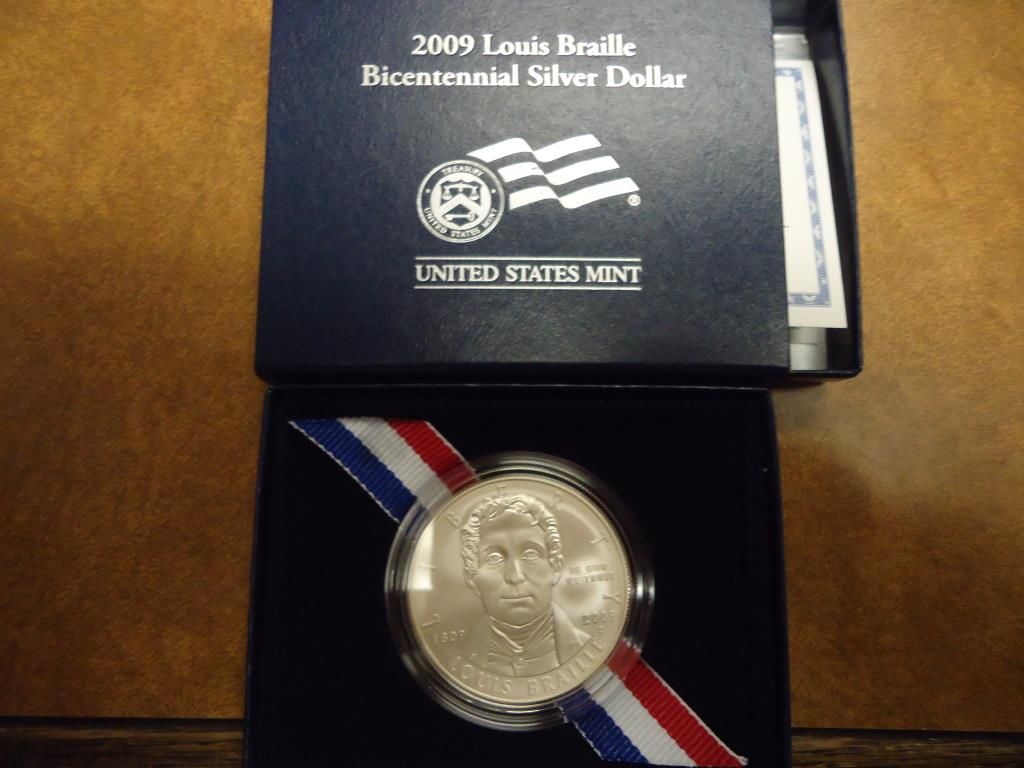 2009 Louis Braille
Bicentennial Silver Dollar
TREASURY
UNITED STATES MINT
®
UNITED STATES MINT
LIBERTY
IN GOD
WE TRUST
1809
2009
P
LOUIS BRAILLE